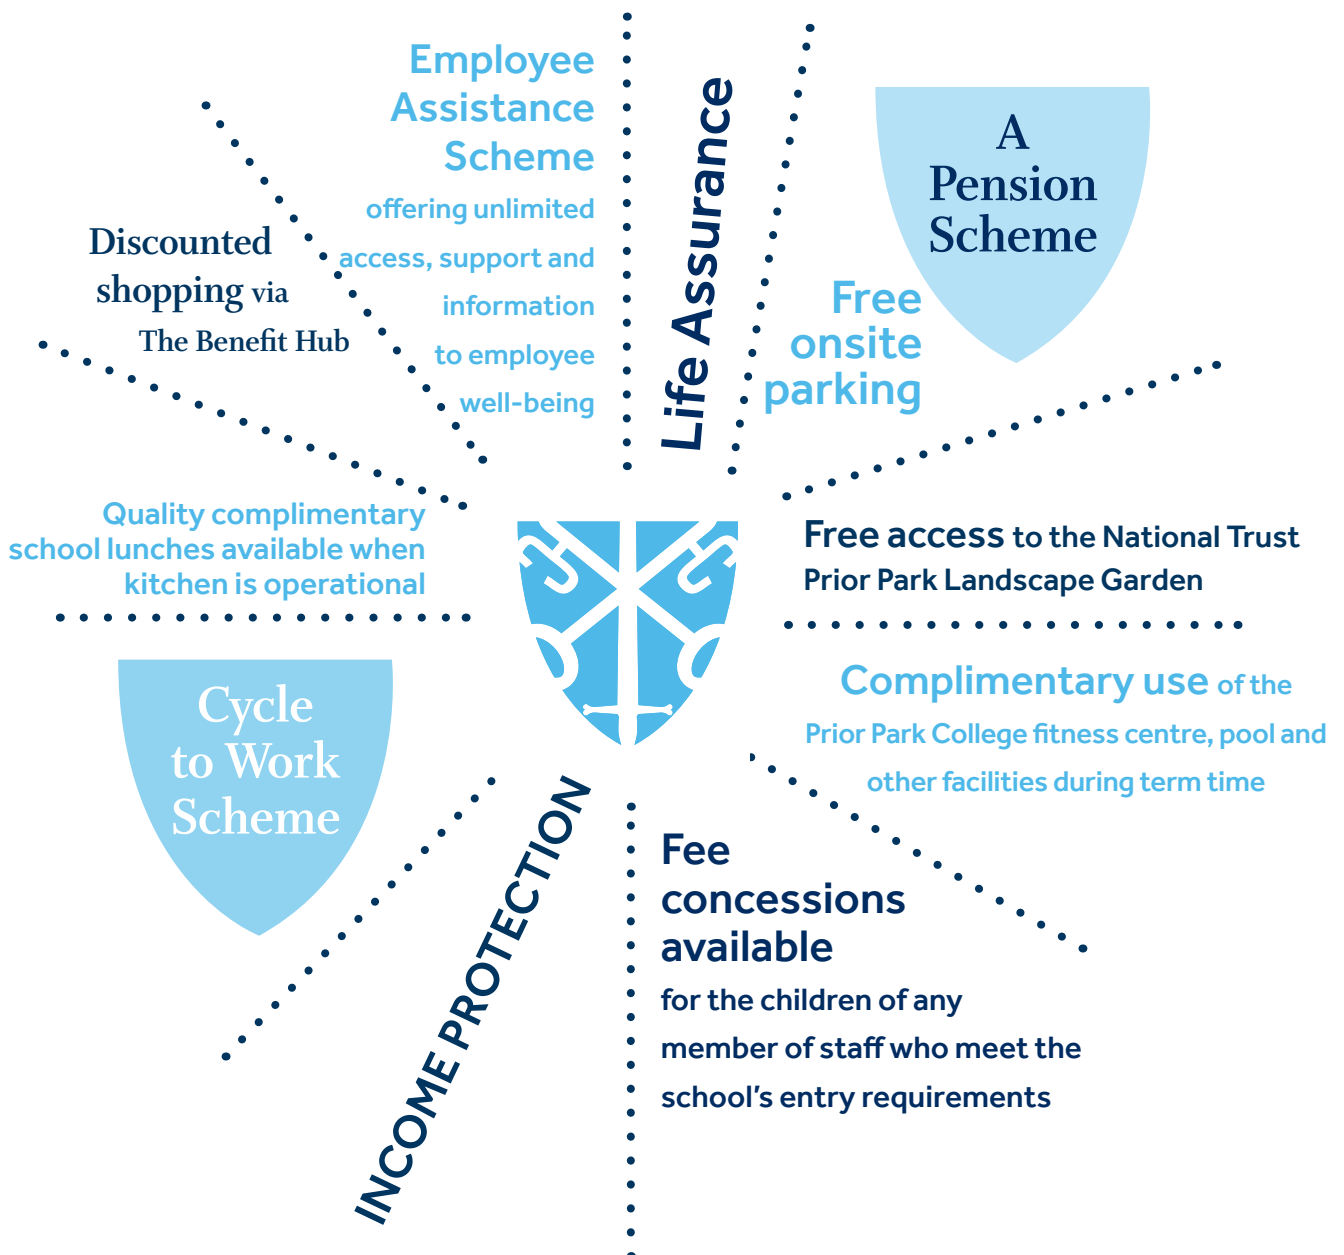 Employee
Assistance
Scheme
offering unlimited
access, support and
information
to employee
well-being
Life Assurance
A
Pension
Scheme
Free
onsite
parking
Discounted
shopping via
The Benefit Hub
Quality complimentary
school lunches available when
kitchen is operational
Free access to the National Trust
Prior Park Landscape Garden
Complimentary use of the
Prior Park College fitness centre, pool and
other facilities during term time
Cycle
to Work
Scheme
INCOME PROTECTION
Fee
concessions
available
for the children of any
member of staff who meet the
school’s entry requirements